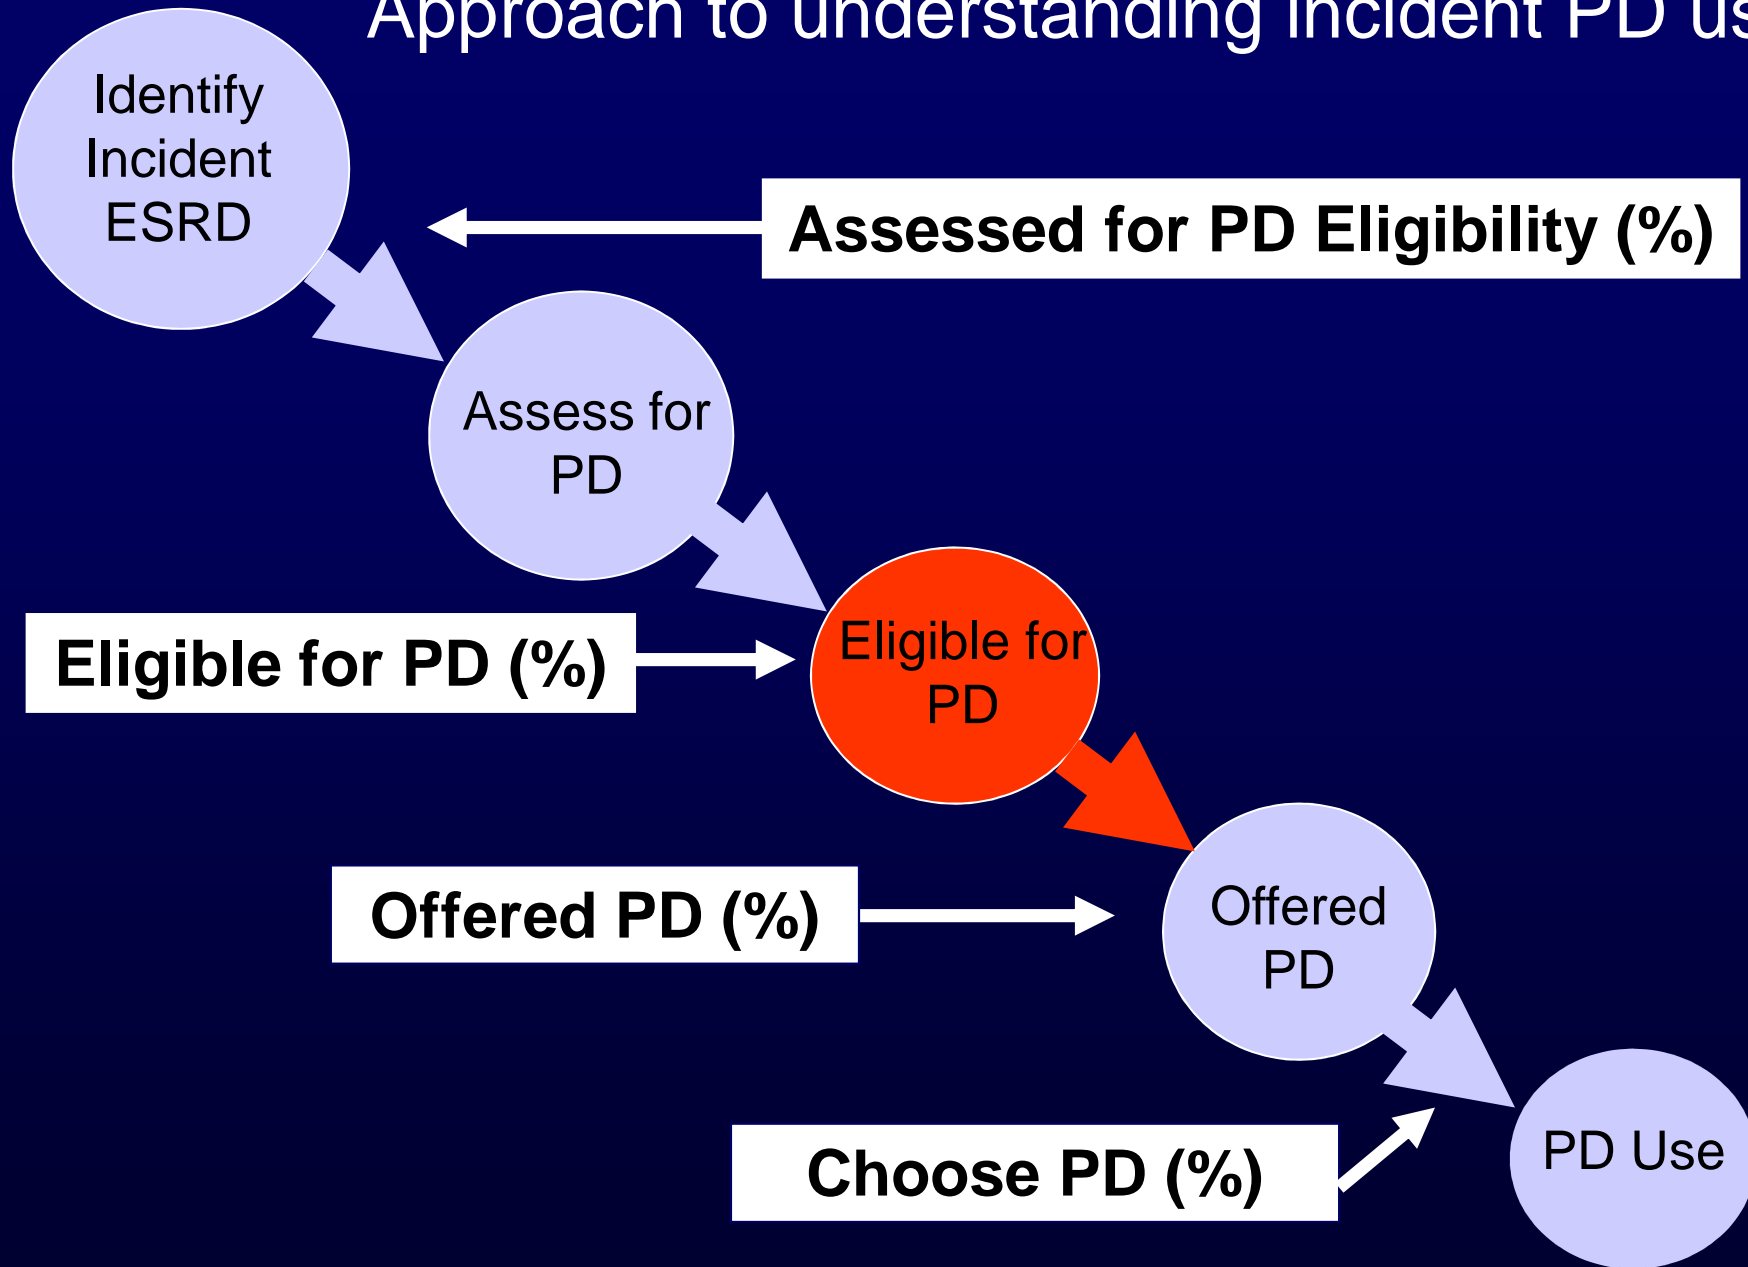 Approach to understanding incident PD us
Identify
Incident
ESRD
Assessed for PD Eligibility (%)
Assess for
PD
Eligible for PD (%)
Eligible for
PD
Offered PD (%)
Offered
PD
Choose PD (%)
PD Use